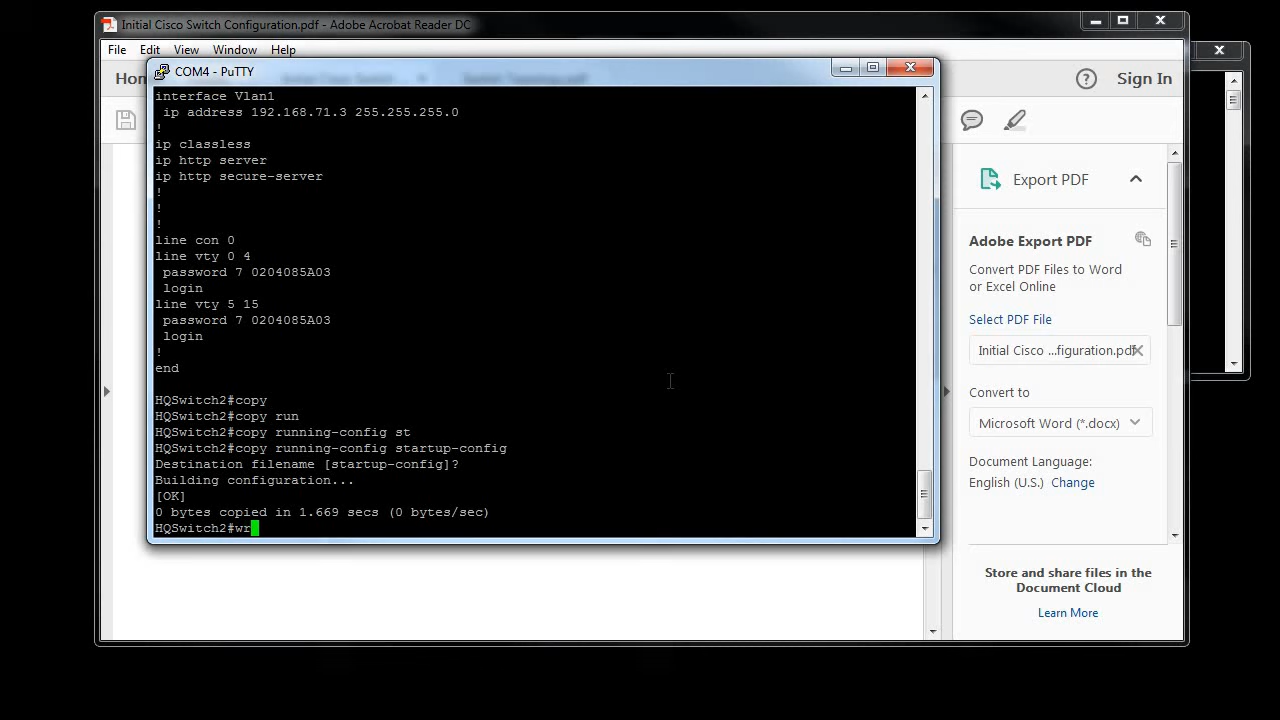 Initial Cisco Switch Configuration.pdf - Adobe Acrobat Reader DC
File Edit View Window Help
Hom
Sign In
COM4 - PuTTY
interface Vlan1
 ip address 192.168.71.3 255.255.255.0
!
ip classless
ip http server
ip http secure-server
!
!
!
line con 0
line vty 0 4
 password 7 0204085A03
 login
line vty 5 15
 password 7 0204085A03
 login
!
end
HQSwitch2#copy
HQSwitch2#copy run
HQSwitch2#copy running-config st
HQSwitch2#copy running-config startup-config
Destination filename [startup-config]?
Building configuration...
[OK]
0 bytes copied in 1.669 secs (0 bytes/sec)
HQSwitch2#wr
Export PDF
Adobe Export PDF
Convert PDF Files to Word
or Excel Online
Select PDF File
Initial Cisco ...figuration.pdf
Convert to
Microsoft Word (*.docx)
Document Language:
English (U.S.) Change
Store and share files in the
Document Cloud
Learn More